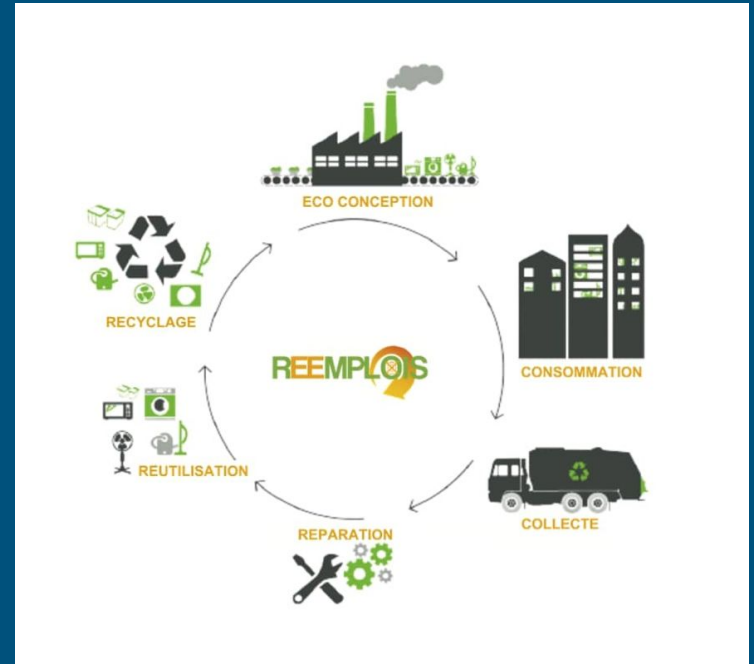 ECO CONCEPTION
CONSOMMATION
COLLECTE
REPARATION
REUTILISATION
RECYCLAGE
REEMPLOIS